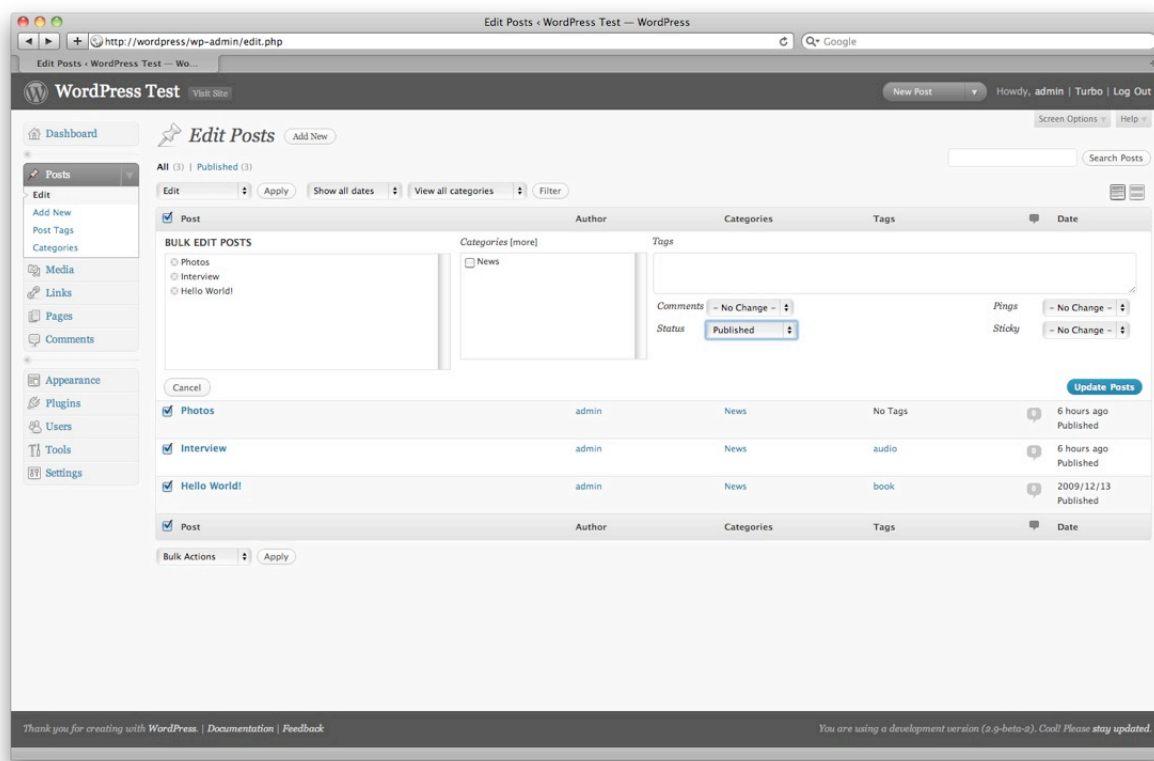 Edit Posts ‹ WordPress Test — WordPress
http://wordpress/wp-admin/edit.php
Google
Edit Posts ‹ WordPress Test — Wo...
WordPress Test Visit Site New Post Howdy, admin | Turbo | Log Out
Screen Options Help
Dashboard
Posts
Edit
Add New
Post Tags
Categories
Media
Links
Pages
Comments
Appearance
Plugins
Users
Tools
Settings
Edit Posts Add New
All (3) | Published (3)
Search Posts
Edit Apply Show all dates View all categories Filter
Post Author Categories Tags Date
BULK EDIT POSTS
Photos
Interview
Hello World!
Categories [more]
News
Tags
Comments – No Change – Pings – No Change –
Status Published Sticky – No Change –
Cancel Update Posts
Photos admin News No Tags 0 6 hours ago
Published
Interview admin News audio 0 6 hours ago
Published
Hello World! admin News book 0 2009/12/13
Published
Post Author Categories Tags Date
Bulk Actions Apply
Thank you for creating with WordPress. | Documentation | Feedback You are using a development version (2.9-beta-2). Cool! Please stay updated.